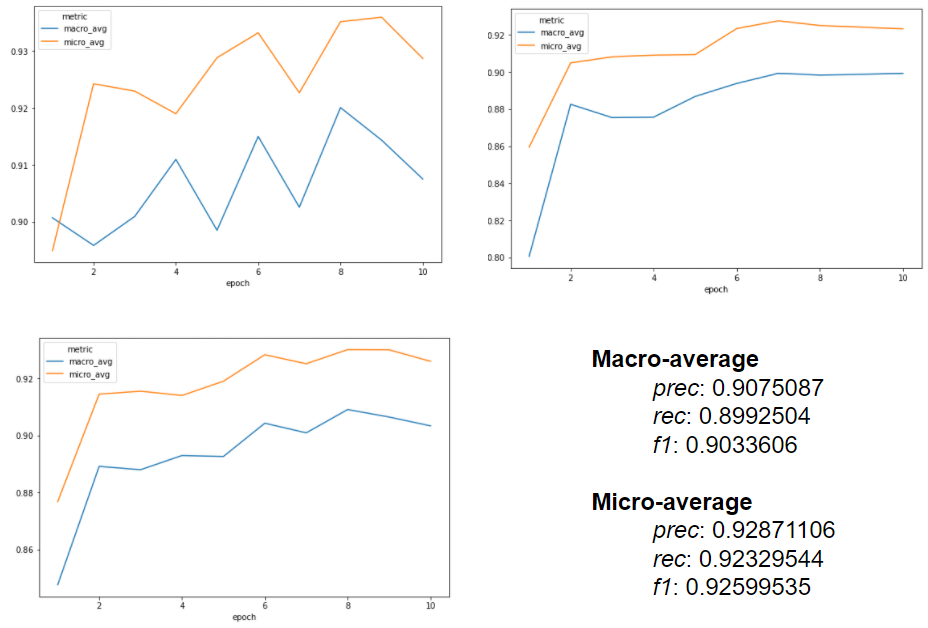 metric
macro_avg
micro_avg
0.93
0.92
0.91
0.90
2
4
6
8
10
epoch
metric
macro_avg
micro_avg
0.92
0.90
0.88
0.86
0.84
0.82
0.80
2
4
6
8
10
epoch
metric
macro_avg
micro_avg
0.92
0.90
0.88
0.86
2
4
6
8
10
epoch
Macro-average
prec: 0.9075087
rec: 0.8992504
f1: 0.9033606
Micro-average
prec: 0.92871106
rec: 0.92329544
f1: 0.92599535